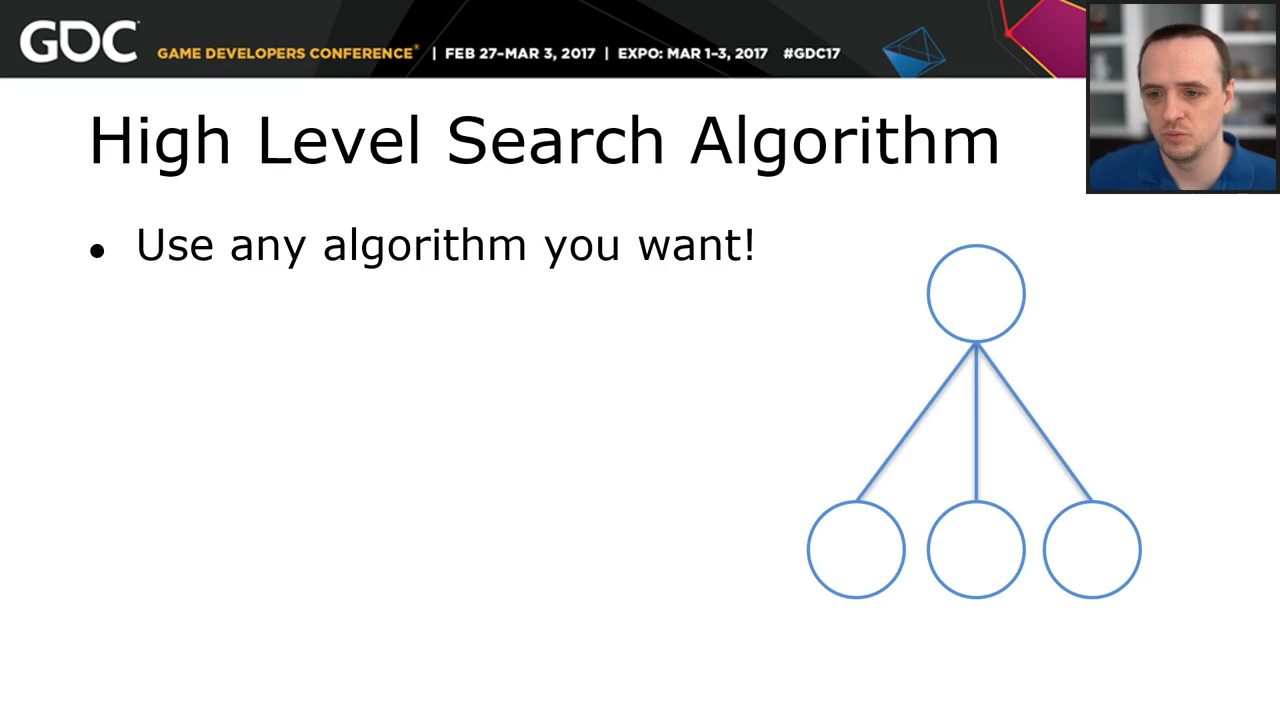 GDC GAME DEVELOPERS CONFERENCE® | FEB 27–MAR 3, 2017 | EXPO: MAR 1–3, 2017 #GDC17
High Level Search Algorithm
• Use any algorithm you want!